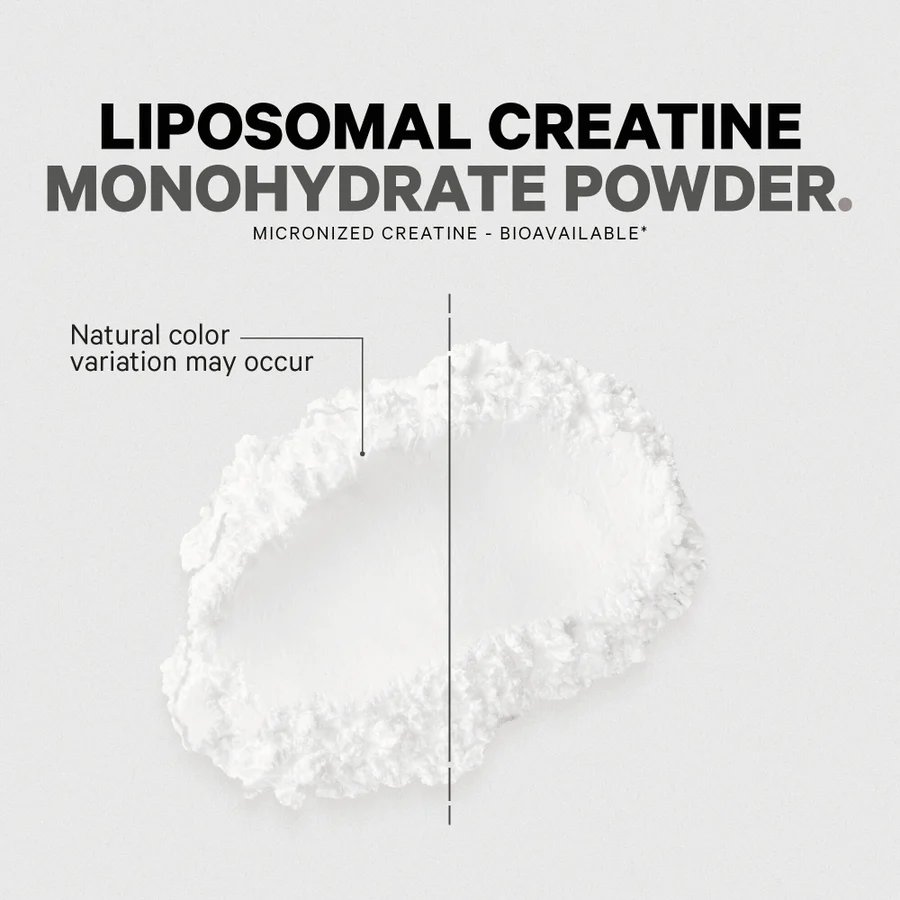 LIPOSOMAL CREATINE
MONOHYDRATE POWDER.
MICRONIZED CREATINE - BIOAVAILABLE*
Natural color
variation may occur